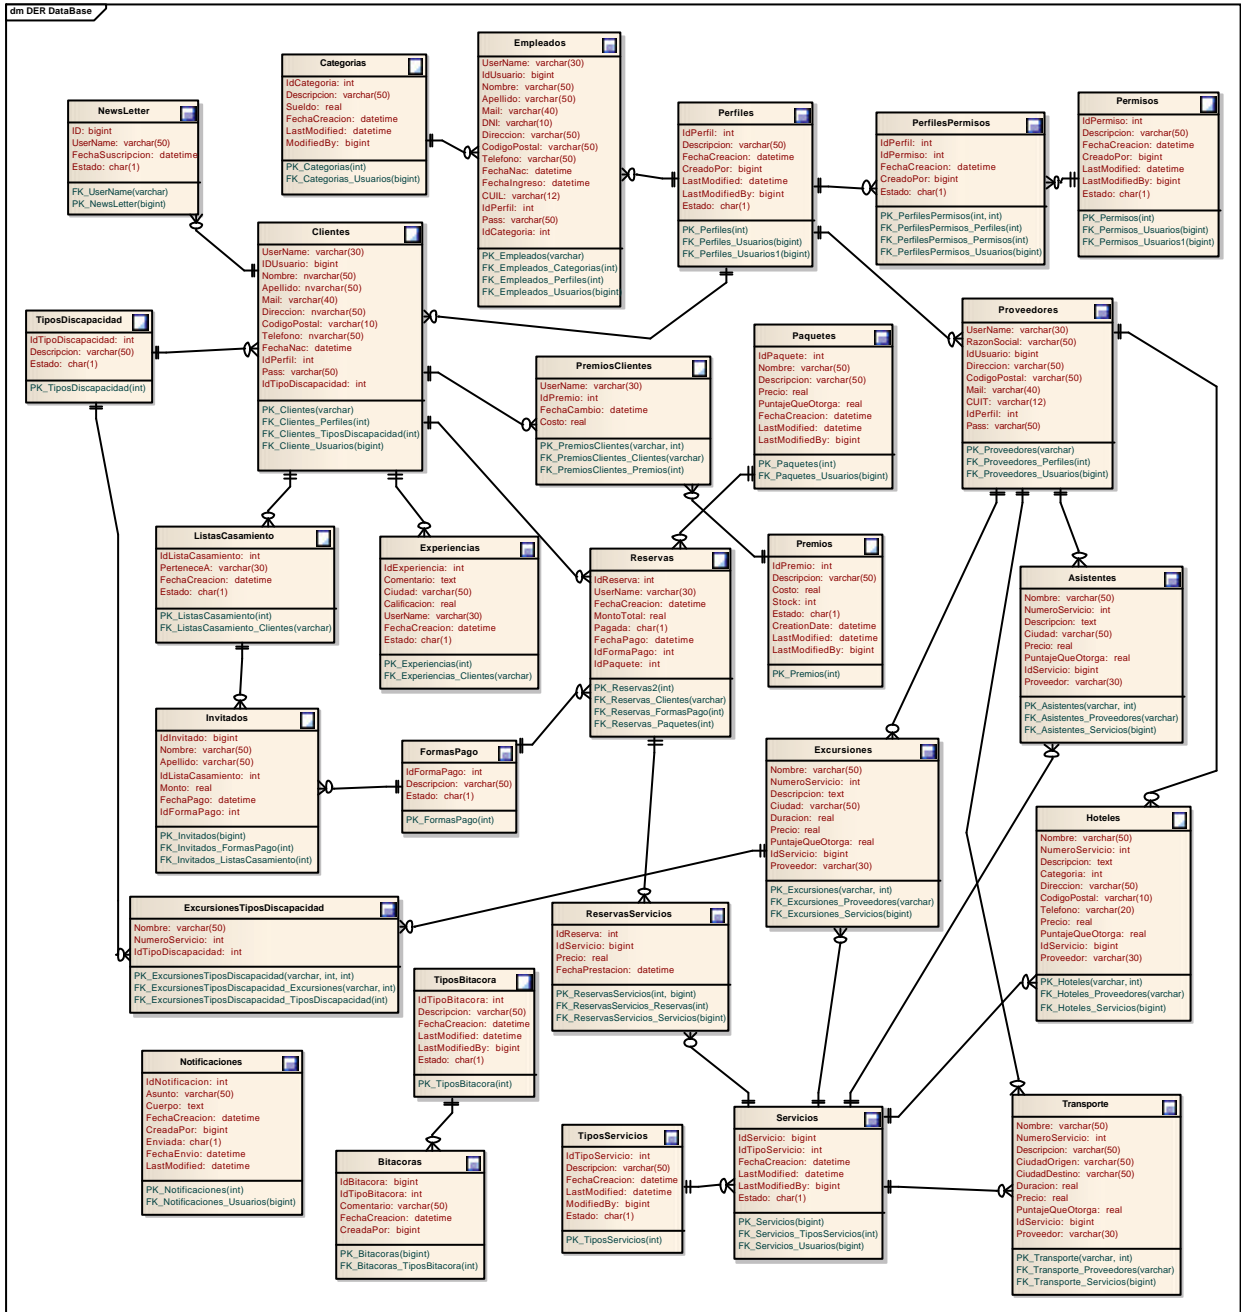 dm DER DataBase
NewsLetter
ID: bigint
UserName: varchar(50)
FechaSuscripcion: datetime
Estado: char(1)
FK_UserName(varchar)
PK_NewsLetter(bigint)
Categorias
IdCategoria: int
Descripcion: varchar(50)
Sueldo: real
FechaCreacion: datetime
LastModified: datetime
ModifiedBy: bigint
PK_Categorias(int)
FK_Categorias_Usuarios(bigint)
Empleados
UserName: varchar(30)
IdUsuario: bigint
Nombre: varchar(50)
Apellido: varchar(50)
Mail: varchar(40)
DNI: varchar(10)
Direccion: varchar(50)
CodigoPostal: varchar(50)
Telefono: varchar(50)
FechaNac: datetime
FechaIngreso: datetime
CUIL: varchar(12)
IdPerfil: int
Pass: varchar(50)
IdCategoria: int
PK_Empleados(varchar)
FK_Empleados_Categorias(int)
FK_Empleados_Perfiles(int)
FK_Empleados_Usuarios(bigint)
Perfiles
IdPerfil: int
Descripcion: varchar(50)
FechaCreacion: datetime
CreadoPor: bigint
LastModified: datetime
LastModifiedBy: bigint
Estado: char(1)
PK_Perfiles(int)
FK_Perfiles_Usuarios(bigint)
FK_Perfiles_Usuarios1(bigint)
PerfilesPermisos
IdPerfil: int
IdPermiso: int
FechaCreacion: datetime
CreadoPor: bigint
Estado: char(1)
PK_PerfilesPermisos(int, int)
FK_PerfilesPermisos_Perfiles(int)
FK_PerfilesPermisos_Permisos(int)
FK_PerfilesPermisos_Usuarios(bigint)
Permisos
IdPermiso: int
Descripcion: varchar(50)
FechaCreacion: datetime
CreadoPor: bigint
LastModified: datetime
LastModifiedBy: bigint
Estado: char(1)
PK_Permisos(int)
FK_Permisos_Usuarios(bigint)
FK_Permisos_Usuarios1(bigint)
Clientes
UserName: varchar(30)
IDUsuario: bigint
Nombre: nvarchar(50)
Apellido: nvarchar(50)
Mail: varchar(40)
Direccion: nvarchar(50)
CodigoPostal: varchar(10)
Telefono: nvarchar(50)
FechaNac: datetime
IdPerfil: int
Pass: varchar(50)
IdTipoDiscapacidad: int
PK_Clientes(varchar)
FK_Clientes_Perfiles(int)
FK_Clientes_TiposDiscapacidad(int)
FK_Cliente_Usuarios(bigint)
TiposDiscapacidad
IdTipoDiscapacidad: int
Descripcion: varchar(50)
Estado: char(1)
PK_TiposDiscapacidad(int)
PremiosClientes
UserName: varchar(30)
IdPremio: int
FechaCambio: datetime
Costo: real
PK_PremiosClientes(varchar, int)
FK_PremiosClientes_Clientes(varchar)
FK_PremiosClientes_Premios(int)
Paquetes
IdPaquete: int
Nombre: varchar(50)
Descripcion: varchar(50)
Precio: real
PuntajeQueOtorga: real
FechaCreacion: datetime
LastModified: datetime
LastModifiedBy: bigint
PK_Paquetes(int)
FK_Paquetes_Usuarios(bigint)
Proveedores
UserName: varchar(30)
RazonSocial: varchar(50)
IdUsuario: bigint
Direccion: varchar(50)
CodigoPostal: varchar(50)
Mail: varchar(40)
CUIT: varchar(12)
IdPerfil: int
Pass: varchar(50)
PK_Proveedores(varchar)
FK_Proveedores_Perfiles(int)
FK_Proveedores_Usuarios(bigint)
ListasCasamiento
IdListaCasamiento: int
PerteneceA: varchar(30)
FechaCreacion: datetime
Estado: char(1)
PK_ListasCasamiento(int)
FK_ListasCasamiento_Clientes(varchar)
Experiencias
IdExperiencia: int
Comentario: text
Ciudad: varchar(50)
Calificacion: real
UserName: varchar(30)
FechaCreacion: datetime
Estado: char(1)
PK_Experiencias(int)
FK_Experiencias_Clientes(varchar)
Reservas
IdReserva: int
UserName: varchar(30)
FechaCreacion: datetime
MontoTotal: real
Pagada: char(1)
FechaPago: datetime
IdFormaPago: int
IdPaquete: int
PK_Reservas2(int)
FK_Reservas_Clientes(varchar)
FK_Reservas_FormasPago(int)
FK_Reservas_Paquetes(int)
Premios
IdPremio: int
Descripcion: varchar(50)
Costo: real
Stock: int
Estado: char(1)
CreationDate: datetime
LastModified: datetime
LastModifiedBy: bigint
PK_Premios(int)
Asistentes
Nombre: varchar(50)
NumeroServicio: int
Descripcion: text
Ciudad: varchar(50)
Precio: real
PuntajeQueOtorga: real
IdServicio: bigint
Proveedor: varchar(30)
PK_Asistentes(varchar, int)
FK_Asistentes_Proveedores(varchar)
FK_Asistentes_Servicios(bigint)
Invitados
IdInvitado: bigint
Nombre: varchar(50)
Apellido: varchar(50)
IdListaCasamiento: int
Monto: real
FechaPago: datetime
IdFormaPago: int
PK_Invitados(bigint)
FK_Invitados_FormasPago(int)
FK_Invitados_ListasCasamiento(int)
FormasPago
IdFormaPago: int
Descripcion: varchar(50)
Estado: char(1)
PK_FormasPago(int)
Excursiones
Nombre: varchar(50)
NumeroServicio: int
Descripcion: text
Ciudad: varchar(50)
Duracion: real
Precio: real
PuntajeQueOtorga: real
IdServicio: bigint
Proveedor: varchar(30)
PK_Excursiones(varchar, int)
FK_Excursiones_Proveedores(varchar)
FK_Excursiones_Servicios(bigint)
Hoteles
Nombre: varchar(50)
NumeroServicio: int
Descripcion: text
Categoria: int
Direccion: varchar(50)
CodigoPostal: varchar(10)
Telefono: varchar(20)
Precio: real
PuntajeQueOtorga: real
IdServicio: bigint
Proveedor: varchar(30)
PK_Hoteles(varchar, int)
FK_Hoteles_Proveedores(varchar)
FK_Hoteles_Servicios(bigint)
ExcursionesTiposDiscapacidad
Nombre: varchar(50)
NumeroServicio: int
IdTipoDiscapacidad: int
PK_ExcursionesTiposDiscapacidad(varchar, int, int)
FK_ExcursionesTiposDiscapacidad_Excursiones(varchar, int)
FK_ExcursionesTiposDiscapacidad_TiposDiscapacidad(int)
ReservasServicios
IdReserva: int
IdServicio: bigint
Precio: real
FechaPrestacion: datetime
PK_ReservasServicios(int, bigint)
FK_ReservasServicios_Reservas(int)
FK_ReservasServicios_Servicios(bigint)
TiposBitacora
IdTipoBitacora: int
Descripcion: varchar(50)
FechaCreacion: datetime
LastModified: datetime
LastModifiedBy: bigint
Estado: char(1)
PK_TiposBitacora(int)
Notificaciones
IdNotificacion: int
Asunto: varchar(50)
Cuerpo: text
FechaCreacion: datetime
CreadaPor: bigint
Enviada: char(1)
FechaEnvio: datetime
LastModified: datetime
PK_Notificaciones(int)
FK_Notificaciones_Usuarios(bigint)
Bitacoras
IdBitacora: bigint
IdTipoBitacora: int
Comentario: varchar(50)
FechaCreacion: datetime
CreadaPor: bigint
PK_Bitacoras(bigint)
FK_Bitacoras_TiposBitacora(int)
TiposServicios
IdTipoServicio: int
Descripcion: varchar(50)
FechaCreacion: datetime
LastModified: datetime
ModifiedBy: bigint
Estado: char(1)
PK_TiposServicios(int)
Servicios
IdServicio: bigint
IdTipoServicio: int
FechaCreacion: datetime
LastModified: datetime
LastModifiedBy: bigint
Estado: char(1)
PK_Servicios(bigint)
FK_Servicios_TiposServicios(int)
FK_Servicios_Usuarios(bigint)
Transporte
Nombre: varchar(50)
NumeroServicio: int
Descripcion: varchar(50)
CiudadOrigen: varchar(50)
CiudadDestino: varchar(50)
Duracion: real
Precio: real
PuntajeQueOtorga: real
IdServicio: bigint
Proveedor: varchar(30)
PK_Transporte(varchar, int)
FK_Transporte_Proveedores(varchar)
FK_Transporte_Servicios(bigint)